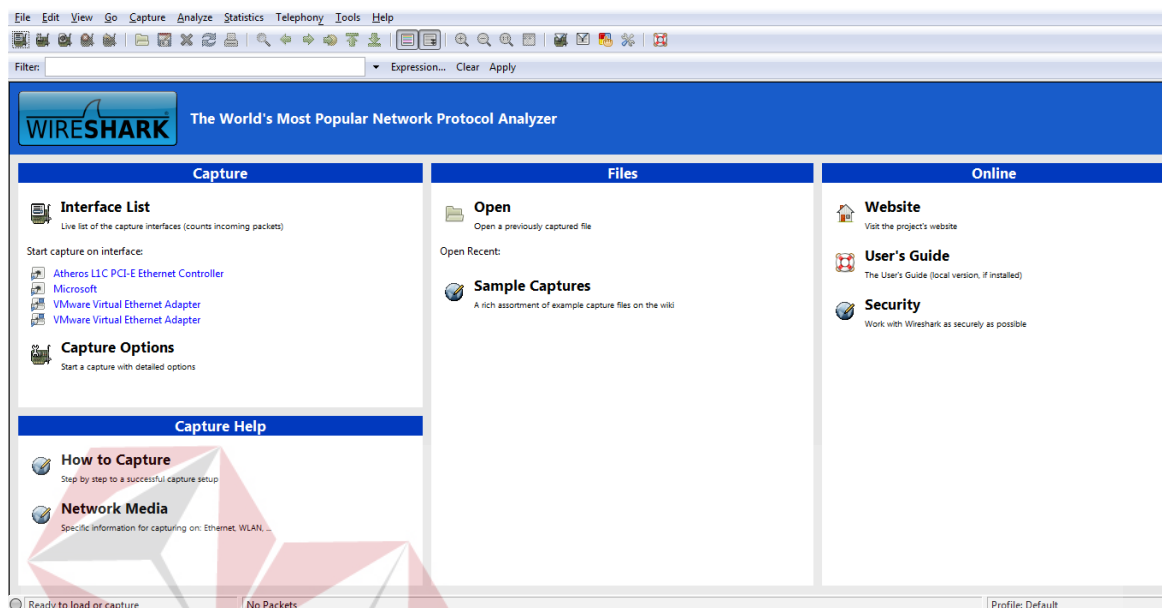 File Edit View Go Capture Analyze Statistics Telephony Tools Help
Filter: Expression... Clear Apply
WIRESHARK The World's Most Popular Network Protocol Analyzer
Capture
Interface List
Live list of the capture interfaces (counts incoming packets)
Start capture on interface:
Atheros L1C PCI-E Ethernet Controller
Microsoft
VMware Virtual Ethernet Adapter
VMware Virtual Ethernet Adapter
Capture Options
Start a capture with detailed options
Capture Help
How to Capture
Step by step to a successful capture setup
Network Media
Specific information for capturing on: Ethernet, WLAN, ...
Files
Open
Open a previously captured file
Open Recent:
Sample Captures
A rich assortment of example capture files on the wiki
Online
Website
Visit the project's website
User's Guide
The User's Guide (local version, if installed)
Security
Work with Wireshark as securely as possible
Ready to load or capture No Packets Profile: Default